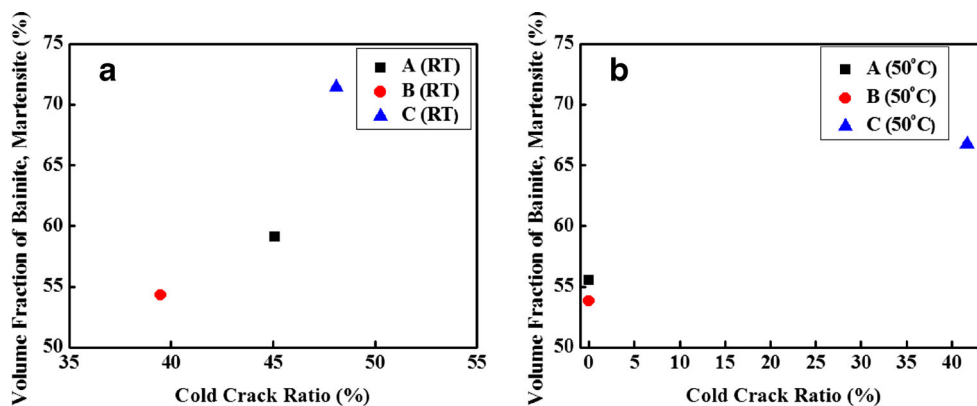 Volume Fraction of Bainite, Martensite (%)
75
70
65
60
55
50
a
A (RT)
B (RT)
C (RT)
35 40 45 50 55
Cold Crack Ratio (%)
Volume Fraction of Bainite, Martensite (%)
75
70
65
60
55
50
b
A (50°C)
B (50°C)
C (50°C)
0 5 10 15 20 25 30 35 40
Cold Crack Ratio (%)